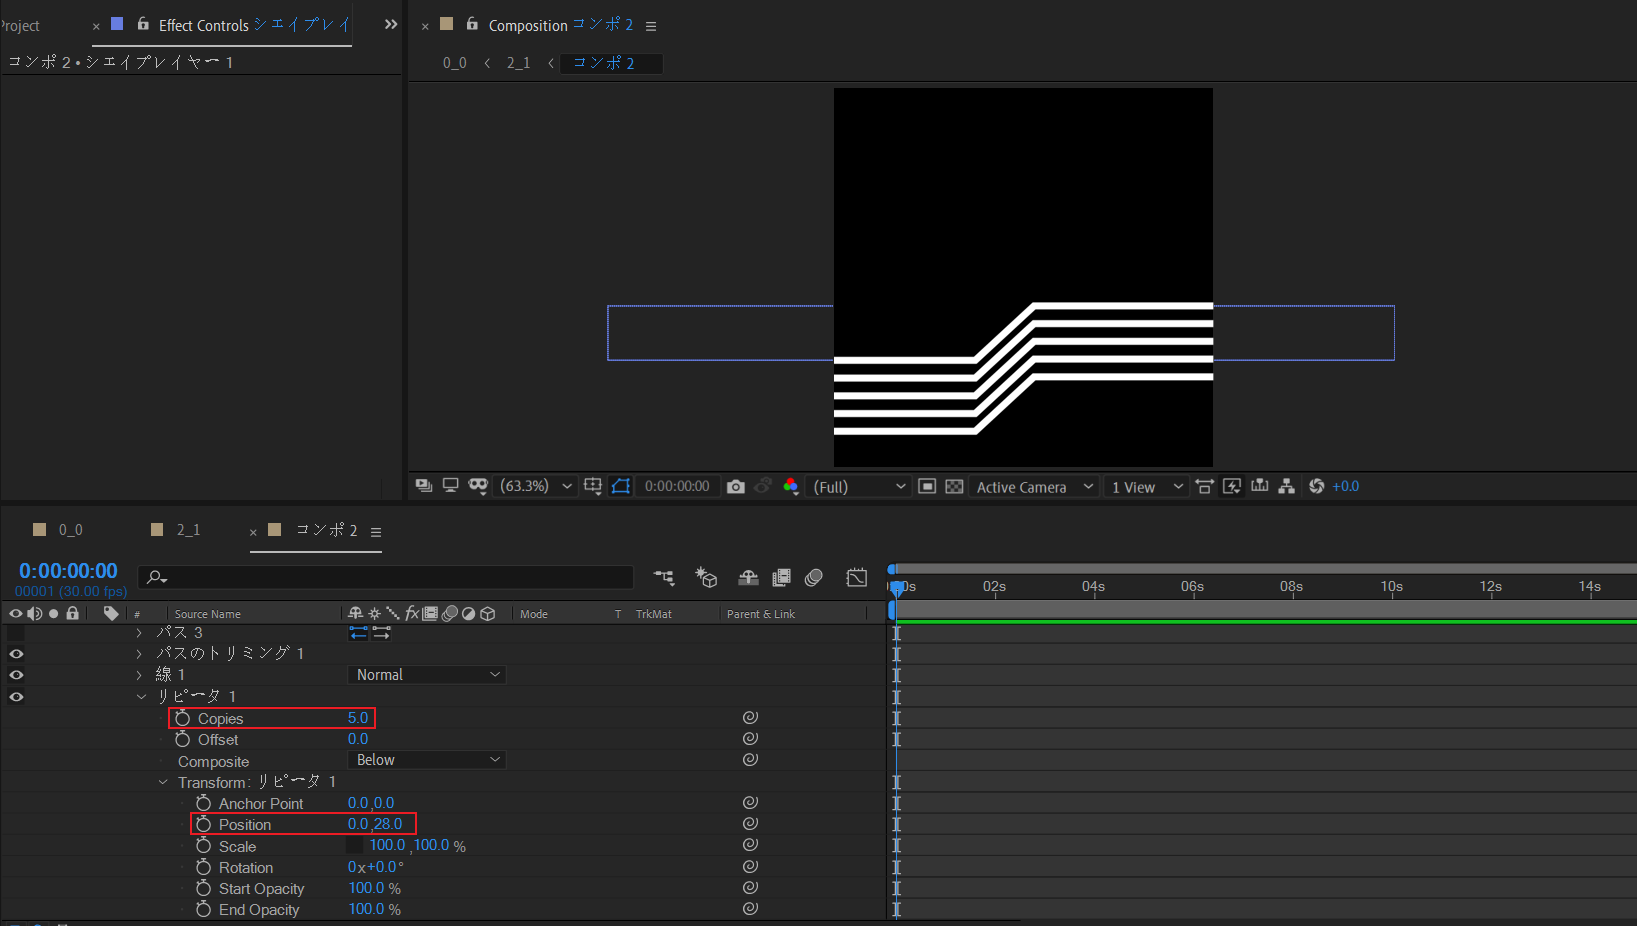 Project
× Effect Controls シエイプレイ »
コンポ 2 • シエイプレイヤー 1
× Composition コンポ 2
0_0 < 2_1 < コンポ 2
(63.3%) 0:00:00:00 (Full) Active Camera 1 View +0.0
0_0 2_1 × コンポ 2
0:00:00:00
00001 (30.00 fps)
00s 02s 04s 06s 08s 10s 12s 14s
# Source Name fx Mode T TrkMat Parent & Link
パス 3
パスのトリミング 1
線 1 Normal
リピータ 1
Copies 5.0
Offset 0.0
Composite Below
Transform: リピータ 1
Anchor Point 0.0,0.0
Position 0.0,28.0
Scale 100.0,100.0 %
Rotation 0x+0.0°
Start Opacity 100.0 %
End Opacity 100.0 %